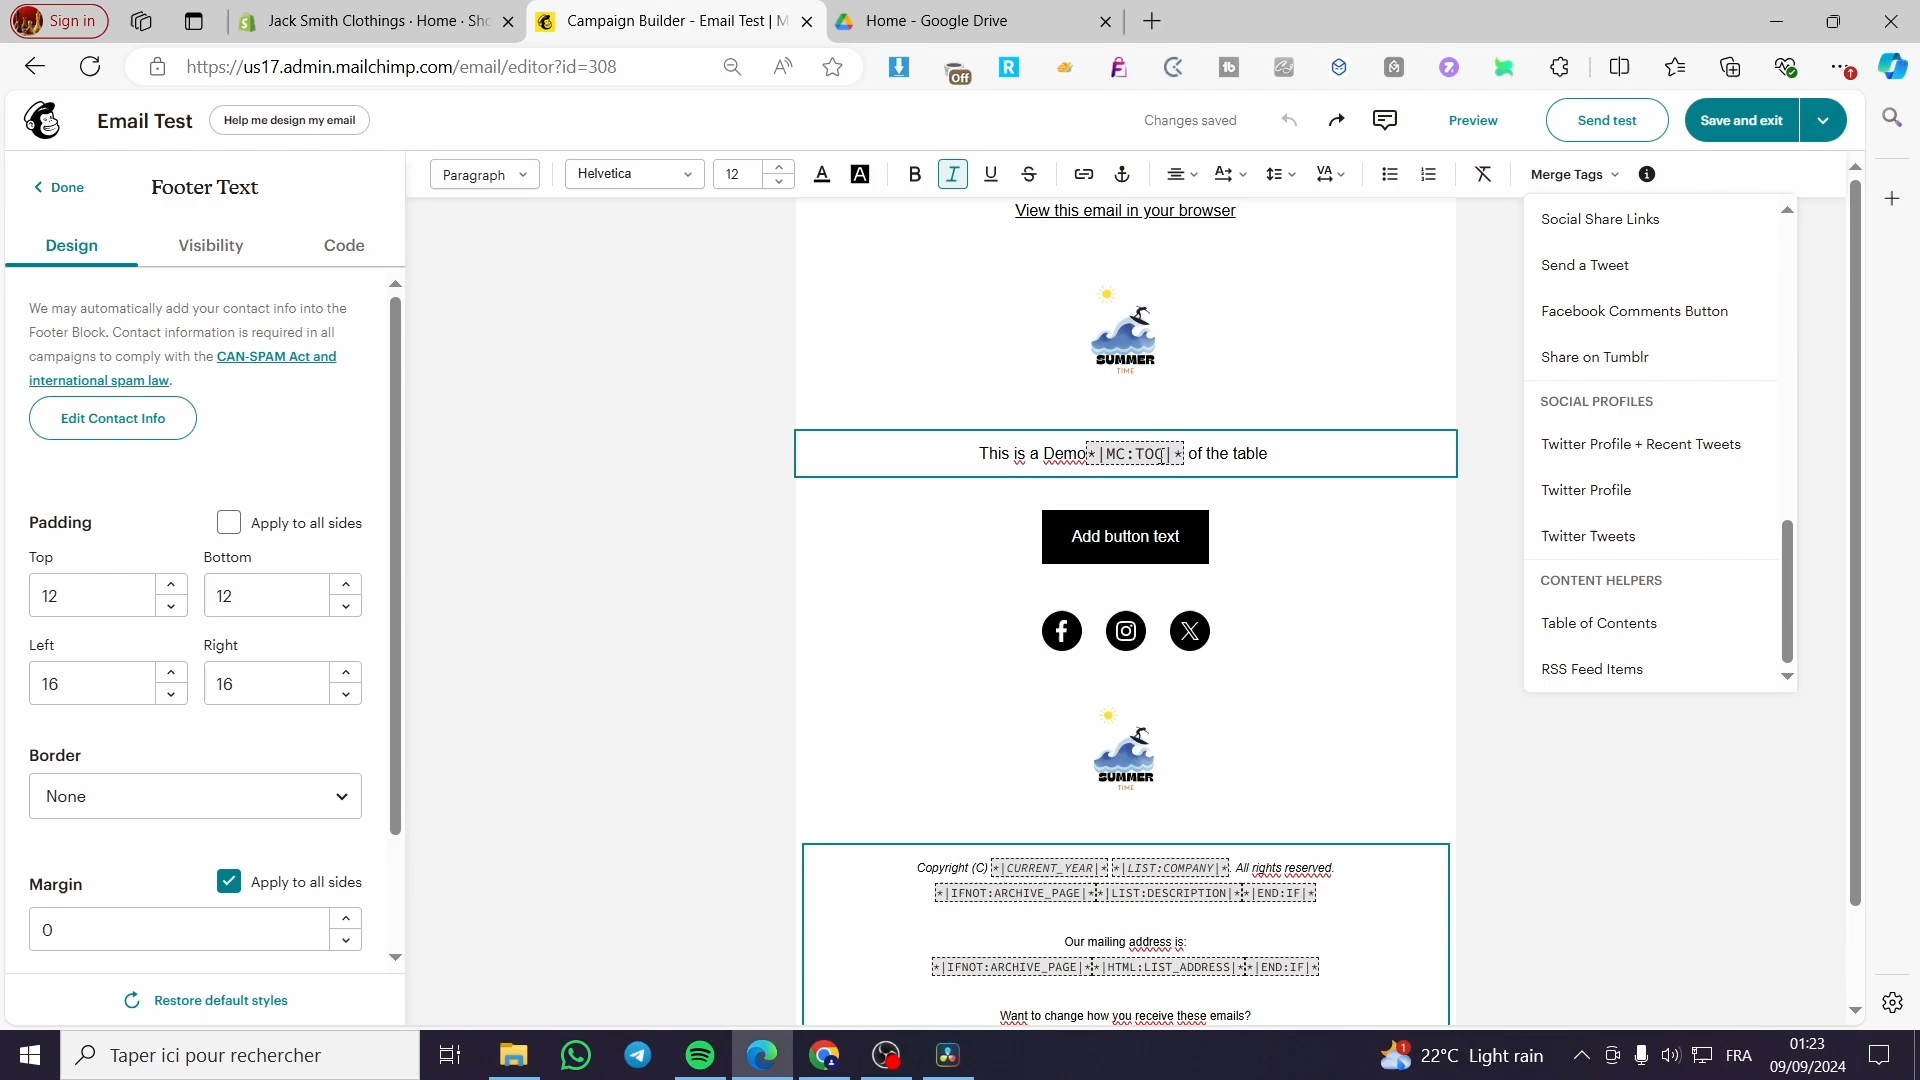 Sign in
Jack Smith Clothings · Home · Sho
Campaign Builder - Email Test | M
Home - Google Drive
https://us17.admin.mailchimp.com/email/editor?id=308
Off
Email Test
Help me design my email
Changes saved
Preview
Send test
Save and exit
Done
Footer Text
Paragraph
Helvetica
12
Merge Tags
Design
Visibility
Code
We may automatically add your contact info into the
Footer Block. Contact information is required in all
campaigns to comply with the CAN-SPAM Act and
international spam law.
Edit Contact Info
Padding
Apply to all sides
Top
Bottom
12
12
Left
Right
16
16
Border
None
Margin
Apply to all sides
0
Restore default styles
View this email in your browser
SUMMER
TIME
This is a Demo*|MC:TOC|* of the table
Add button text
SUMMER
TIME
Copyright (C) *|CURRENT_YEAR|* *|LIST:COMPANY|*. All rights reserved.
*|IFNOT:ARCHIVE_PAGE|**|LIST:DESCRIPTION|**|END:IF|*
Our mailing address is:
*|IFNOT:ARCHIVE_PAGE|**|HTML:LIST_ADDRESS|**|END:IF|*
Want to change how you receive these emails?
Social Share Links
Send a Tweet
Facebook Comments Button
Share on Tumblr
SOCIAL PROFILES
Twitter Profile + Recent Tweets
Twitter Profile
Twitter Tweets
CONTENT HELPERS
Table of Contents
RSS Feed Items
Taper ici pour rechercher
22°C Light rain
FRA
01:23
09/09/2024